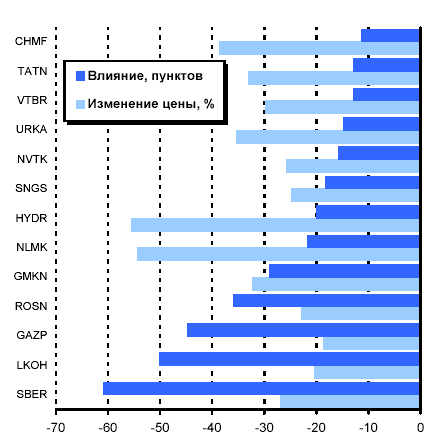 CHMF
TATN
VTBR
URKA
NVTK
SNGS
HYDR
NLMK
GMKN
ROSN
GAZP
LKOH
SBER
Влияние, пунктов
Изменение цены, %
-70 -60 -50 -40 -30 -20 -10 0